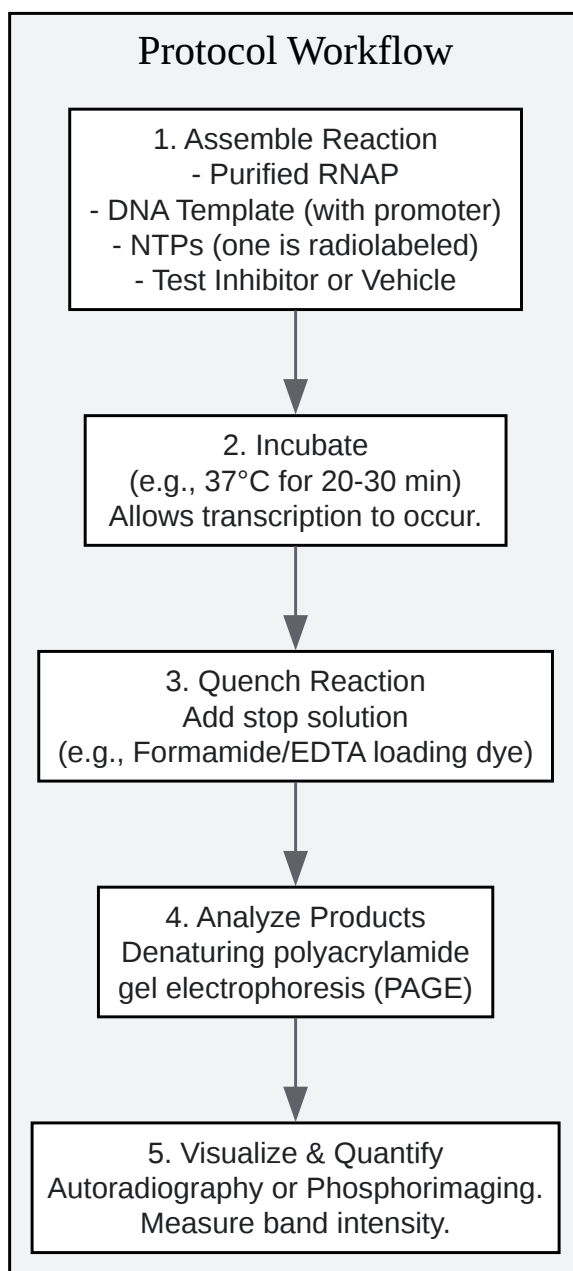 Protocol Workflow
1. Assemble Reaction
- Purified RNAP
- DNA Template (with promoter)
- NTPs (one is radiolabeled)
- Test Inhibitor or Vehicle
2. Incubate
(e.g., 37°C for 20-30 min)
Allows transcription to occur.
3. Quench Reaction
Add stop solution
(e.g., Formamide/EDTA loading dye)
4. Analyze Products
Denaturing polyacrylamide
gel electrophoresis (PAGE)
5. Visualize & Quantify
Autoradiography or Phosphorimaging.
Measure band intensity.